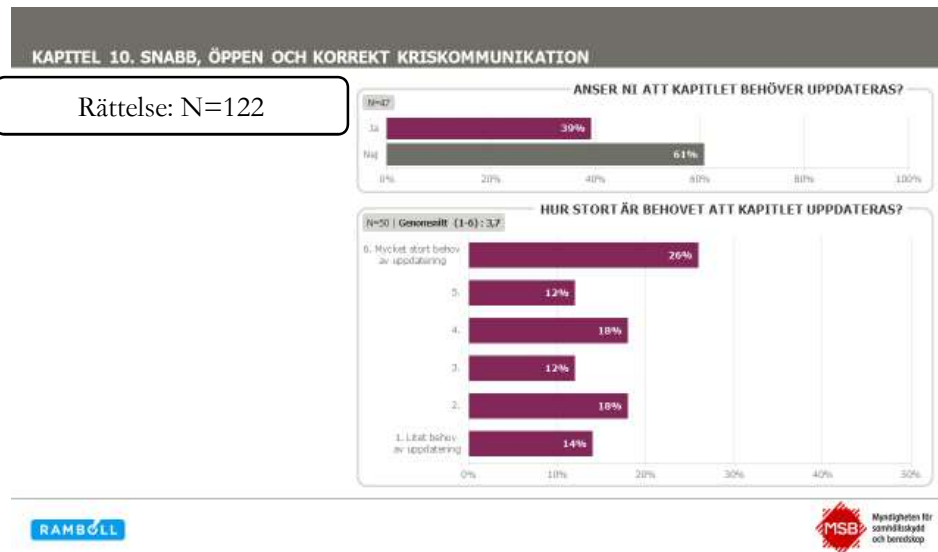 KAPITEL 10. SNABB, ÖPPEN OCH KORREKT KRISKOMMUNIKATION
Rättelse: N=122
ANSER NI ATT KAPITLET BEHÖVER UPPDATERAS?
N=47
Ja
39%
Nej
61%
0% 20% 40% 60% 80% 100%
HUR STORT ÄR BEHOVET ATT KAPITLET UPPDATERAS?
N=50 | Genomsnitt (1-6): 3,7
6. Mycket stort behov
av uppdatering
26%
5.
12%
4.
18%
3.
12%
2.
18%
1. Litet behov
av uppdatering
14%
0% 10% 20% 30% 40% 50%
RAMBOLL
MSB
Myndigheten för
samhällsskydd
och beredskap